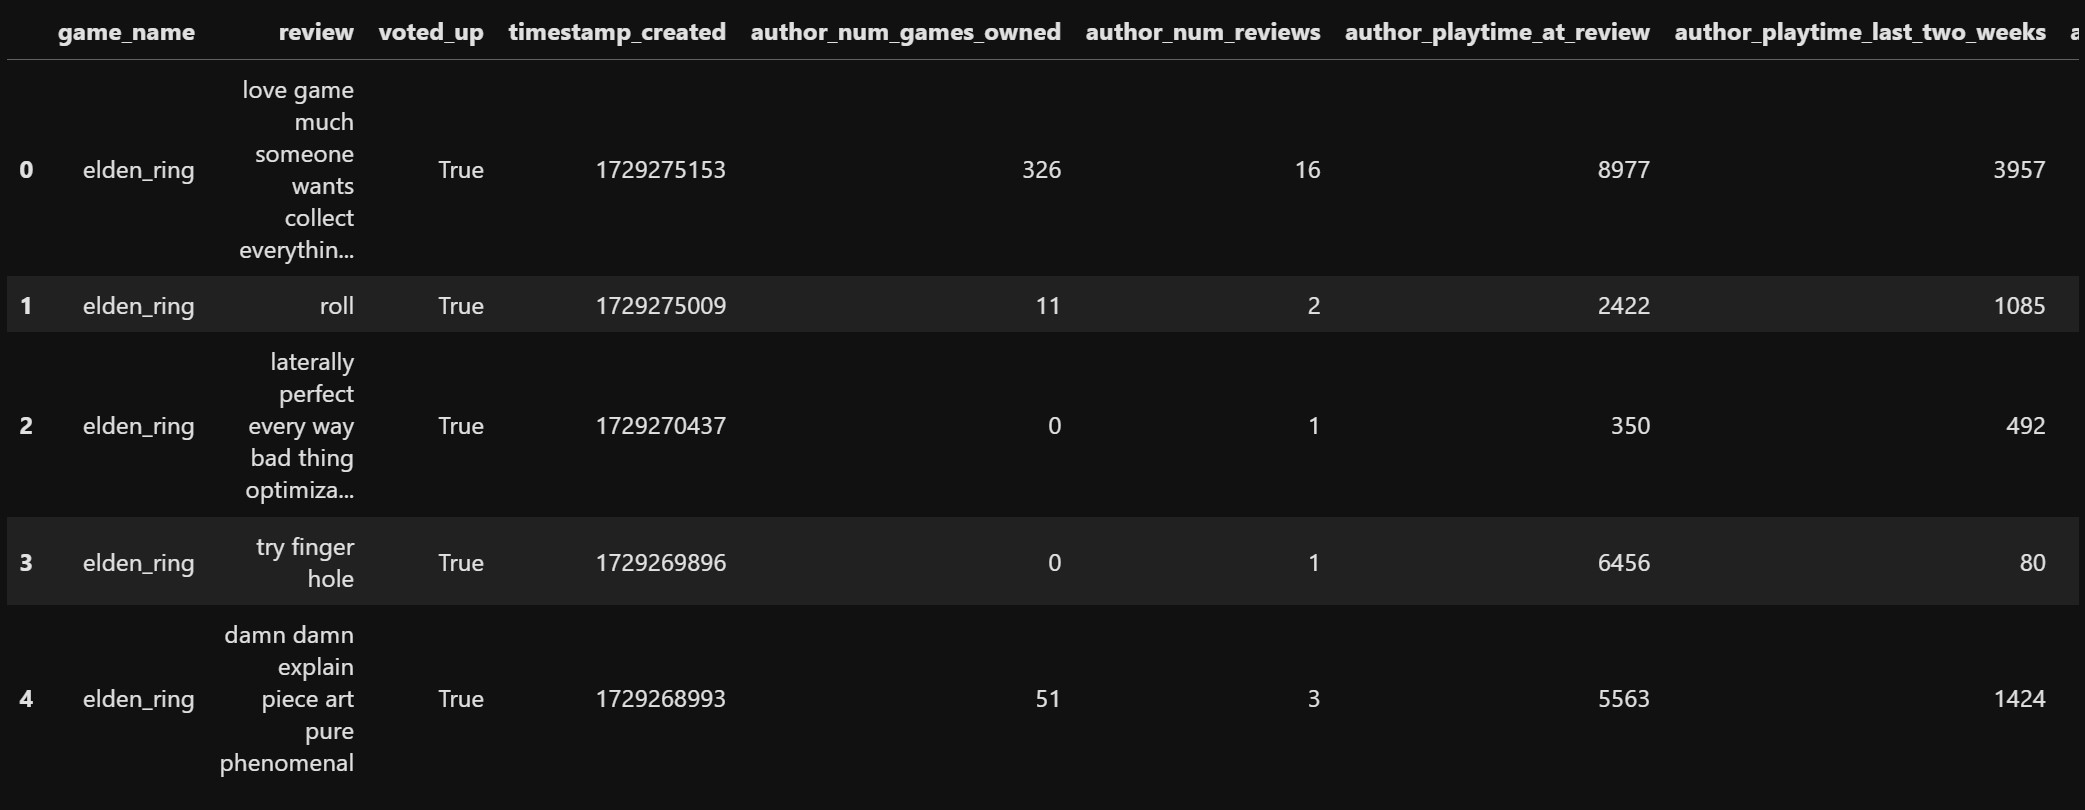 game_name review voted_up timestamp_created author_num_games_owned author_num_reviews author_playtime_at_review author_playtime_last_two_weeks a
0 elden_ring love game much someone wants collect everythin... True 1729275153 326 16 8977 3957
1 elden_ring roll True 1729275009 11 2 2422 1085
2 elden_ring laterally perfect every way bad thing optimiza... True 1729270437 0 1 350 492
3 elden_ring try finger hole True 1729269896 0 1 6456 80
4 elden_ring damn damn explain piece art pure phenomenal True 1729268993 51 3 5563 1424